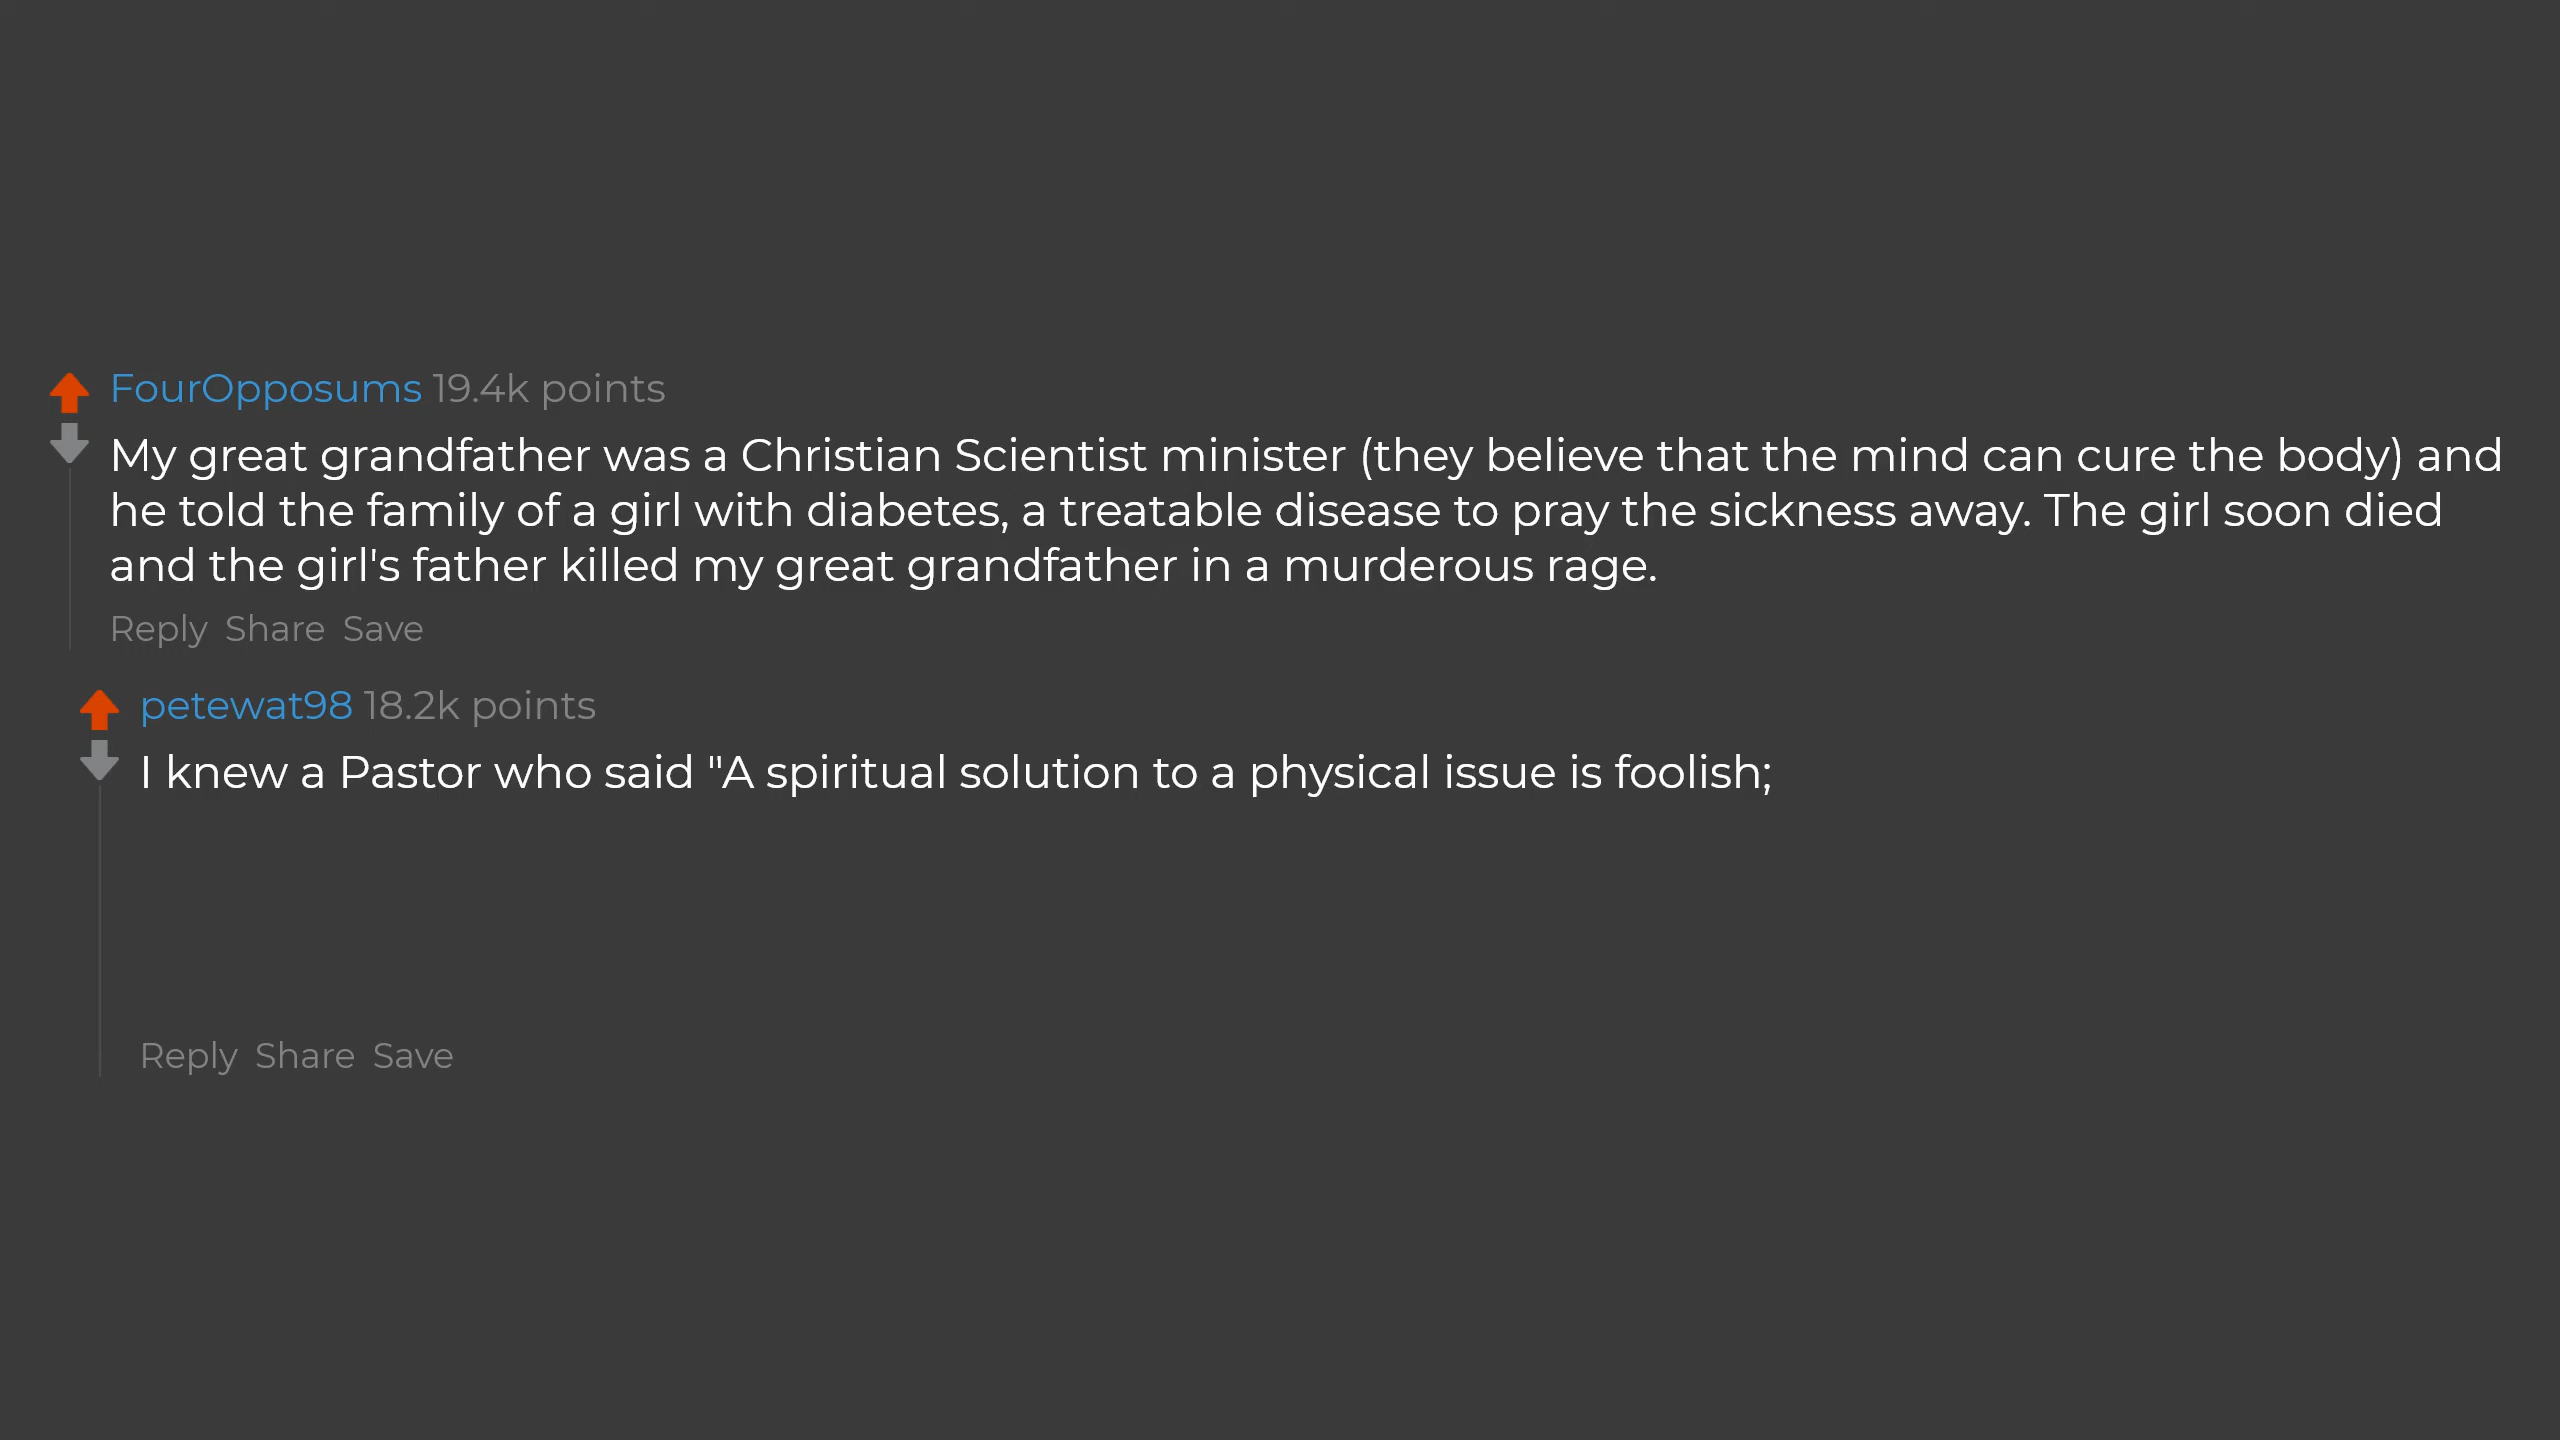 FourOpposums 19.4k points
My great grandfather was a Christian Scientist minister (they believe that the mind can cure the body) and
he told the family of a girl with diabetes, a treatable disease to pray the sickness away. The girl soon died
and the girl's father killed my great grandfather in a murderous rage.
Reply Share Save
petewat98 18.2k points
I knew a Pastor who said "A spiritual solution to a physical issue is foolish;
Reply Share Save